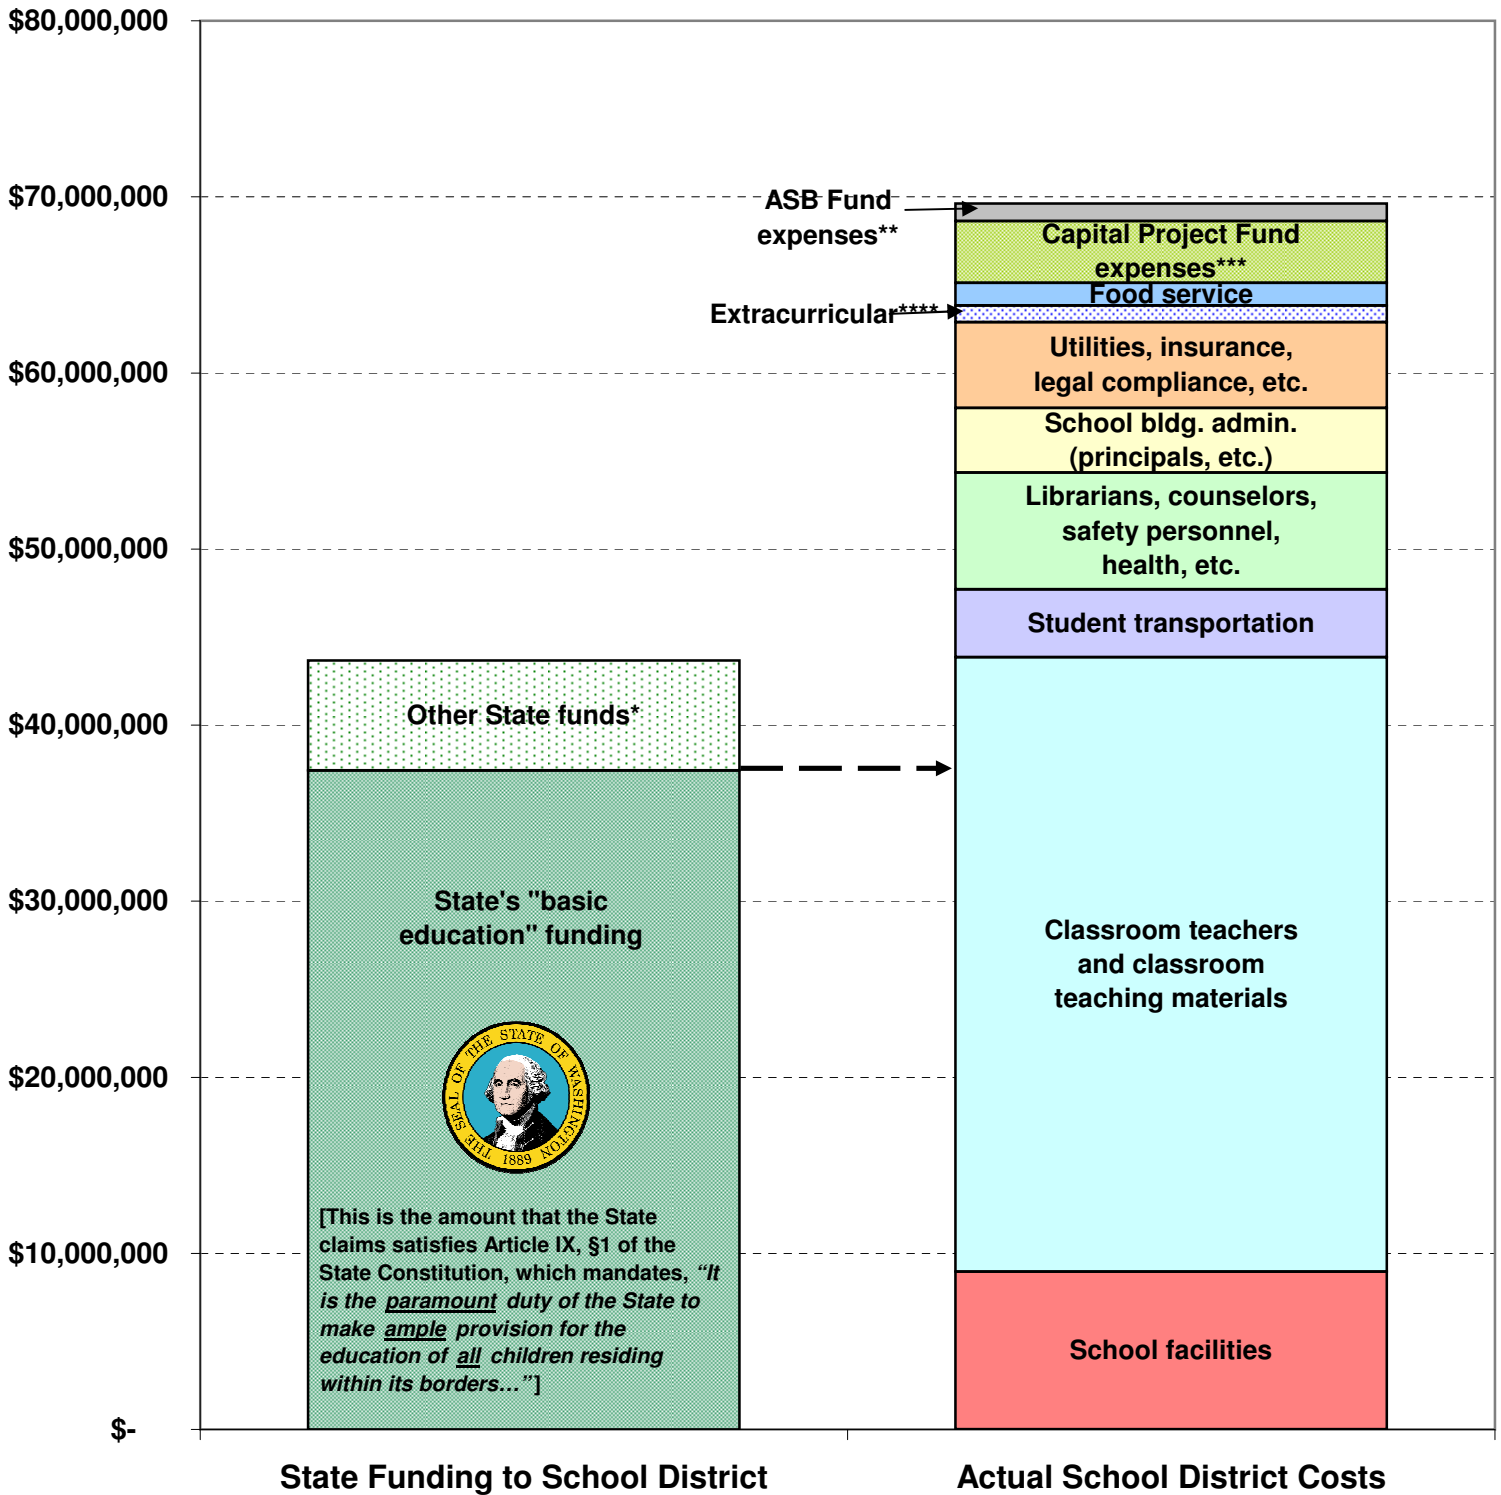 $80,000,000
$70,000,000
$60,000,000
$50,000,000
$40,000,000
$30,000,000
$20,000,000
$10,000,000
$-
Other State funds*
State's "basic
education" funding
THE SEAL OF THE STATE OF WASHINGTON
1889
[This is the amount that the State
claims satisfies Article IX, §1 of the
State Constitution, which mandates, “It
is the paramount duty of the State to
make ample provision for the
education of all children residing
within its borders…”]
ASB Fund
expenses**
Extracurricular****
Capital Project Fund
expenses***
Food service
Utilities, insurance,
legal compliance, etc.
School bldg. admin.
(principals, etc.)
Librarians, counselors,
safety personnel,
health, etc.
Student transportation
Classroom teachers
and classroom
teaching materials
School facilities
State Funding to School District
Actual School District Costs